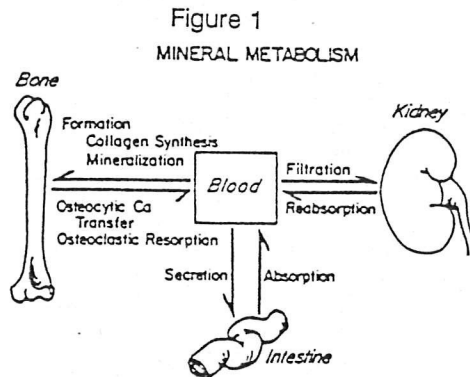 Figure 1
MINERAL METABOLISM
Bone
Kidney
Formation
Collagen Synthesis
Mineralization
Blood
Filtration
Reabsorption
Osteocytic Ca
Transfer
Osteoclastic Resorption
Secretion
Absorption
Intestine